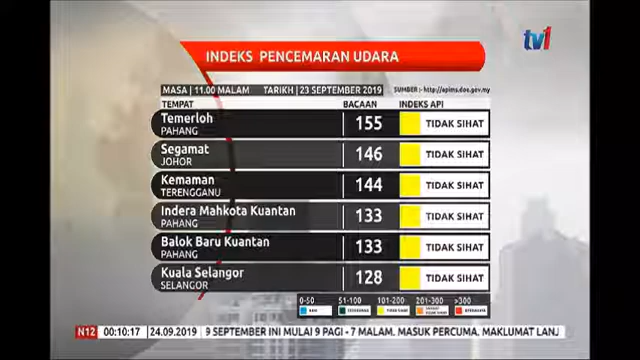 tv1
INDEKS PENCEMARAN UDARA
MASA | 11.00 MALAM TARIKH | 23 SEPTEMBER 2019 SUMBER :- http://apims.doe.gov.my
TEMPAT BACAAN INDEKS API
Temerloh
PAHANG
155 TIDAK SIHAT
Segamat
JOHOR
146 TIDAK SIHAT
Kemaman
TERENGGANU
144 TIDAK SIHAT
Indera Mahkota Kuantan
PAHANG
133 TIDAK SIHAT
Balok Baru Kuantan
PAHANG
133 TIDAK SIHAT
Kuala Selangor
SELANGOR
128 TIDAK SIHAT
0-50 51-100 101-200 201-300 >300
N12 00:10:17 24.09.2019 9 SEPTEMBER INI MULAI 9 PAGI - 7 MALAM. MASUK PERCUMA, MAKLUMAT LANJ